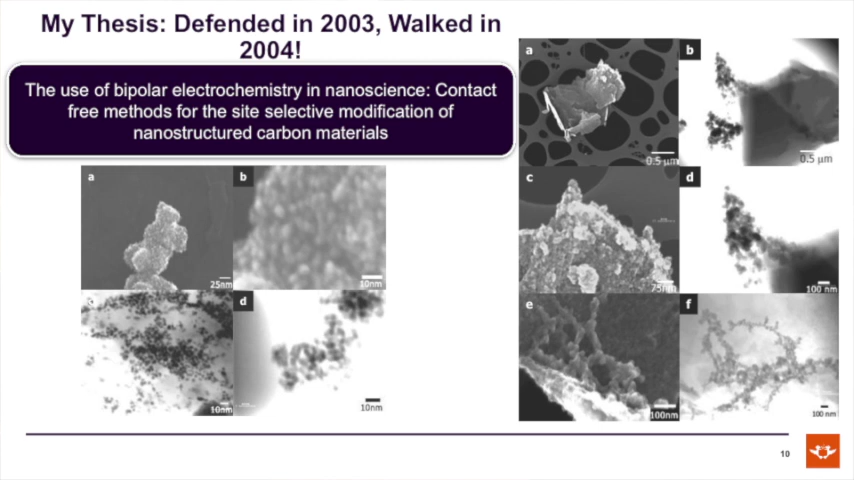 My Thesis: Defended in 2003, Walked in
2004!
The use of bipolar electrochemistry in nanoscience: Contact
free methods for the site selective modification of
nanostructured carbon materials
a
25nm
b
10nm
10nm
d
10nm
a
0.5 μm
b
0.5 μm
c
75nm
d
100 nm
e
100nm
f
100 nm
10